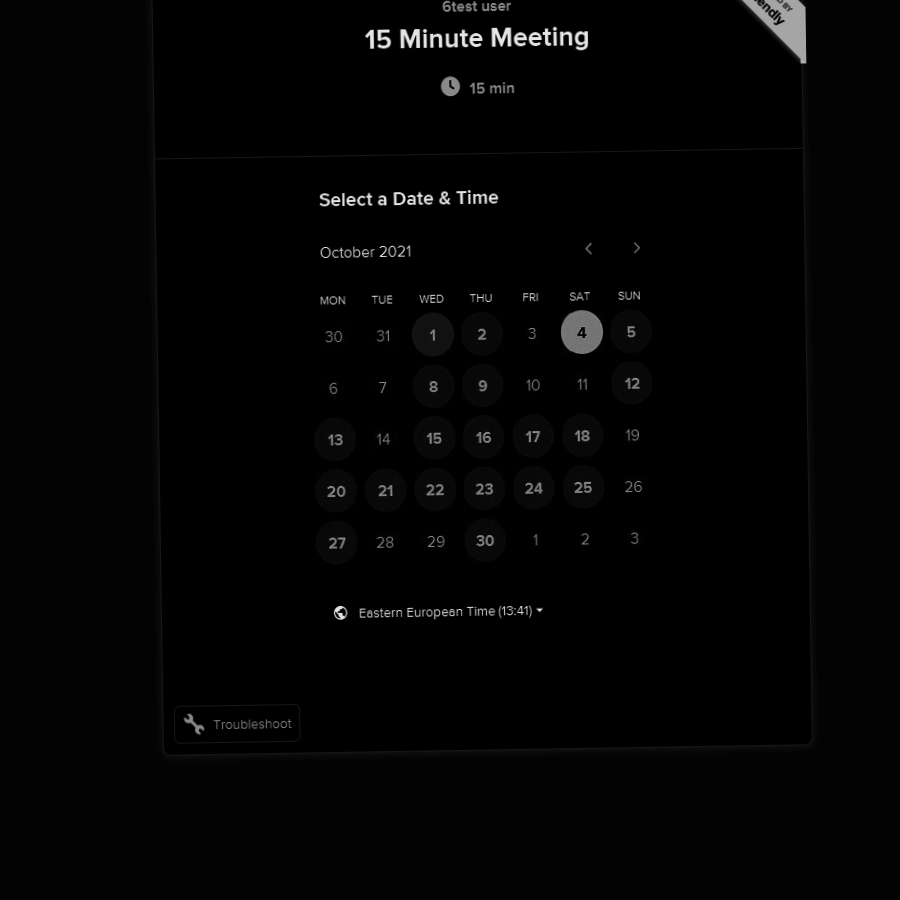 6test user
15 Minute Meeting
15 min
BY
endly
Select a Date & Time
October 2021
MON TUE WED THU FRI SAT SUN
30 31 1 2 3 4 5
6 7 8 9 10 11 12
13 14 15 16 17 18 19
20 21 22 23 24 25 26
27 28 29 30 1 2 3
Eastern European Time (13:41)
Troubleshoot